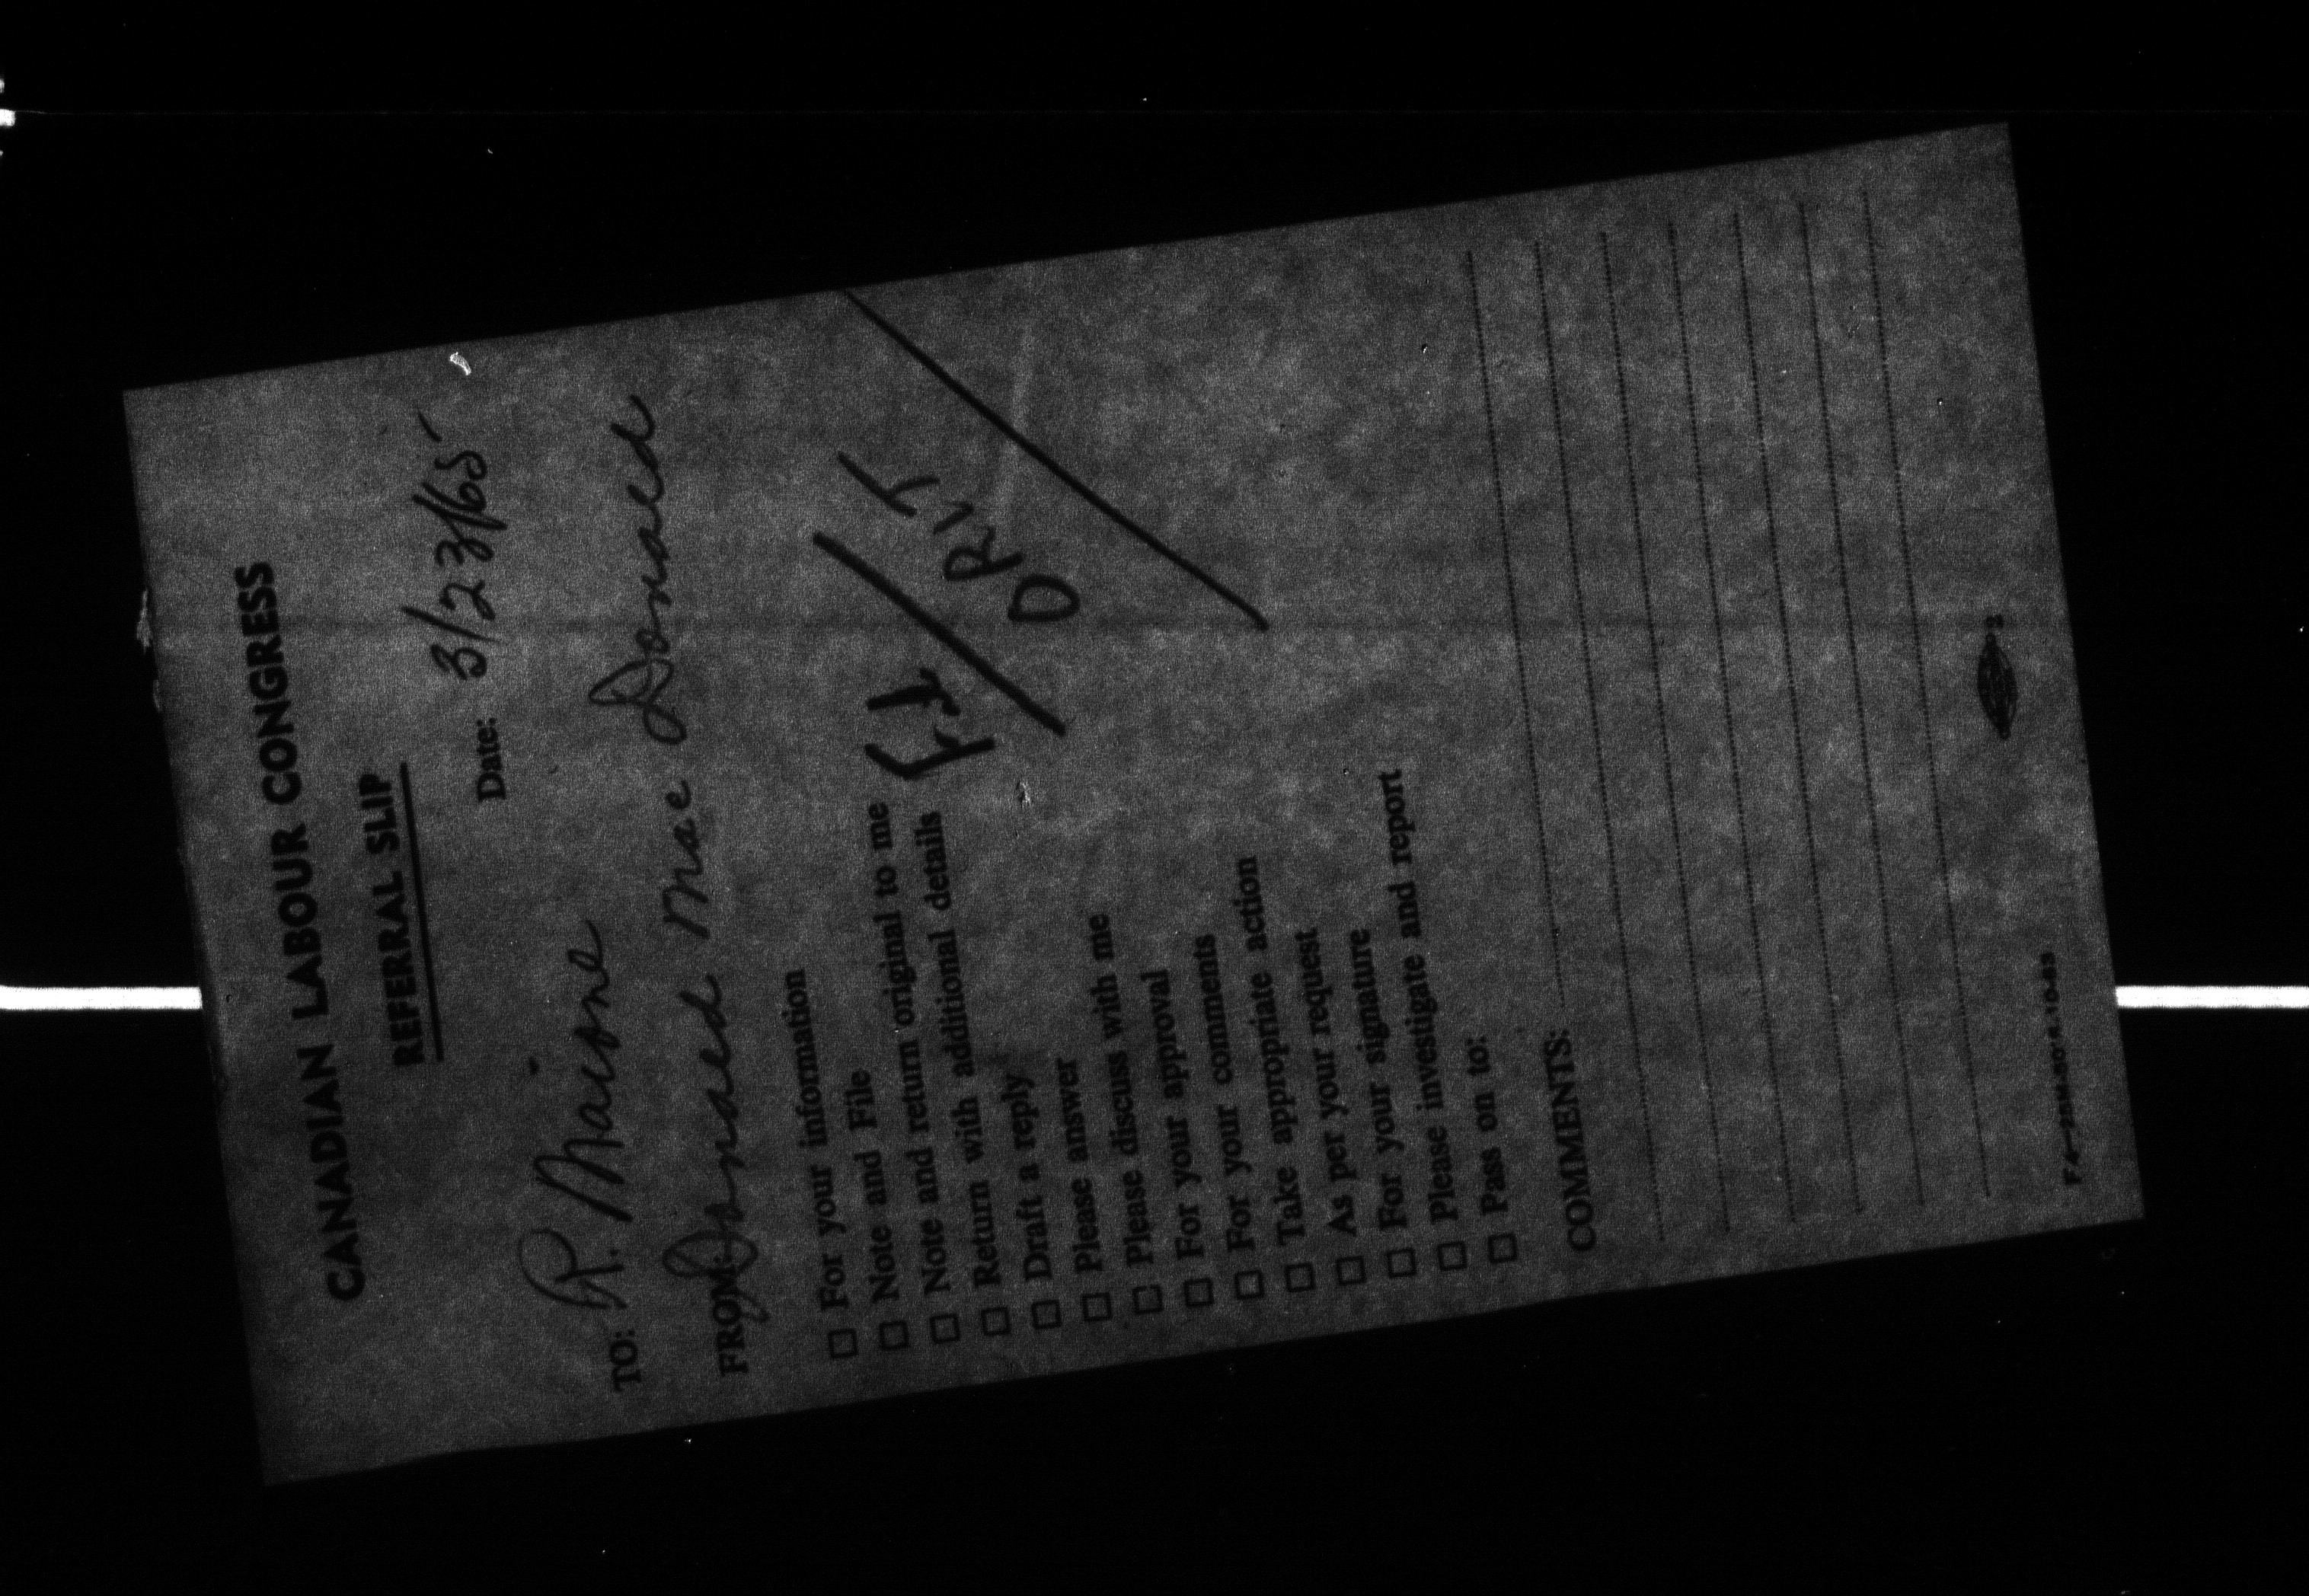 CANADIAN LABOUR CONGRESS
REFERRAL SLIP
Date: 3/23/65
TO: R. Maione
FROM: Donald Mac Donald
☐ For your information
☐ Note and File
☐ Note and return original to me
☐ Return with additional details
☐ Draft a reply
☐ Please answer
☐ Please discuss with me
☐ For your approval
☐ For your comments
☐ Take appropriate action
☐ As per your request
☐ For your signature
☐ Please investigate and report
☐ Pass on to:
COMMENTS: